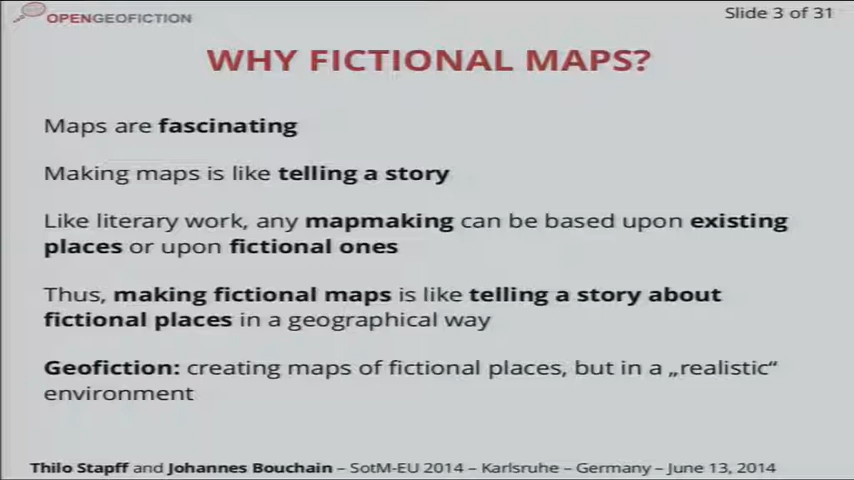 OPENGEOFICTION
Slide 3 of 31
WHY FICTIONAL MAPS?
Maps are fascinating
Making maps is like telling a story
Like literary work, any mapmaking can be based upon existing
places or upon fictional ones
Thus, making fictional maps is like telling a story about
fictional places in a geographical way
Geofiction: creating maps of fictional places, but in a „realistic“
environment
Thilo Stapff and Johannes Bouchain – SotM-EU 2014 – Karlsruhe – Germany – June 13, 2014